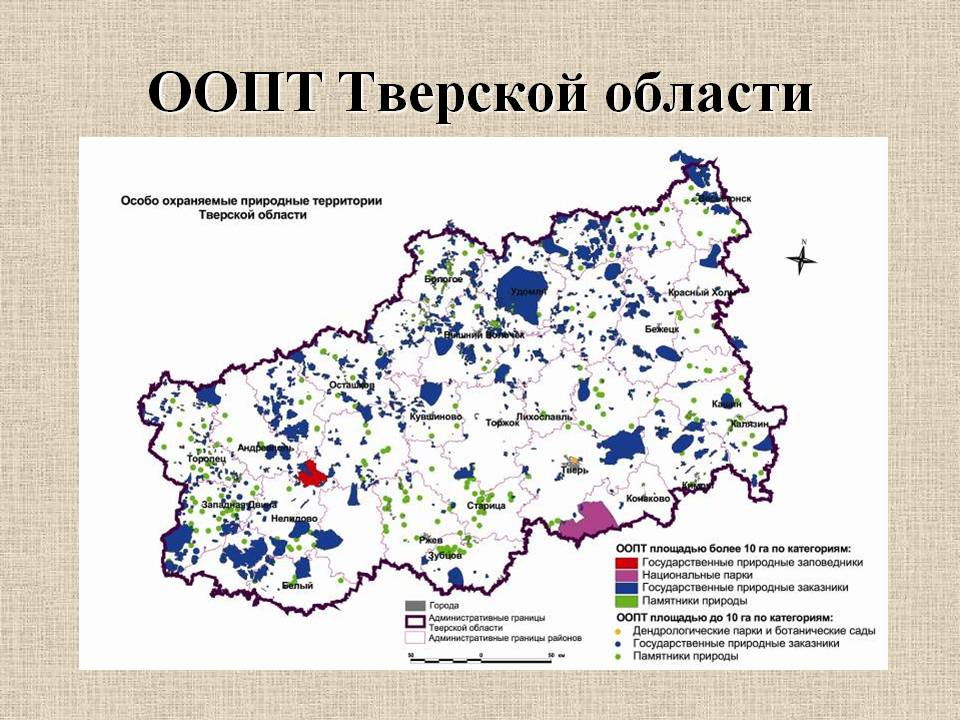 ООПТ Тверской области
Особо охраняемые природные территории
Тверской области
N
Весьегонск
Бологое
Удомля
Красный Холм
Бежецк
Вышний Волочек
Осташков
Кувшиново
Торжок
Лихославль
Кашин
Калязин
Андреаполь
Торопец
Тверь
Кимры
Западная Двина
Старица
Конаково
Нелидово
Ржев
Зубцов
Белый
ООПТ площадью более 10 га по категориям:
Государственные природные заповедники
Национальные парки
Государственные природные заказники
Памятники природы
ООПТ площадью до 10 га по категориям:
Дендрологические парки и ботанические сады
Государственные природные заказники
Памятники природы
Города
Административные границы
Тверской области
Административные границы районов
50 0 50 км